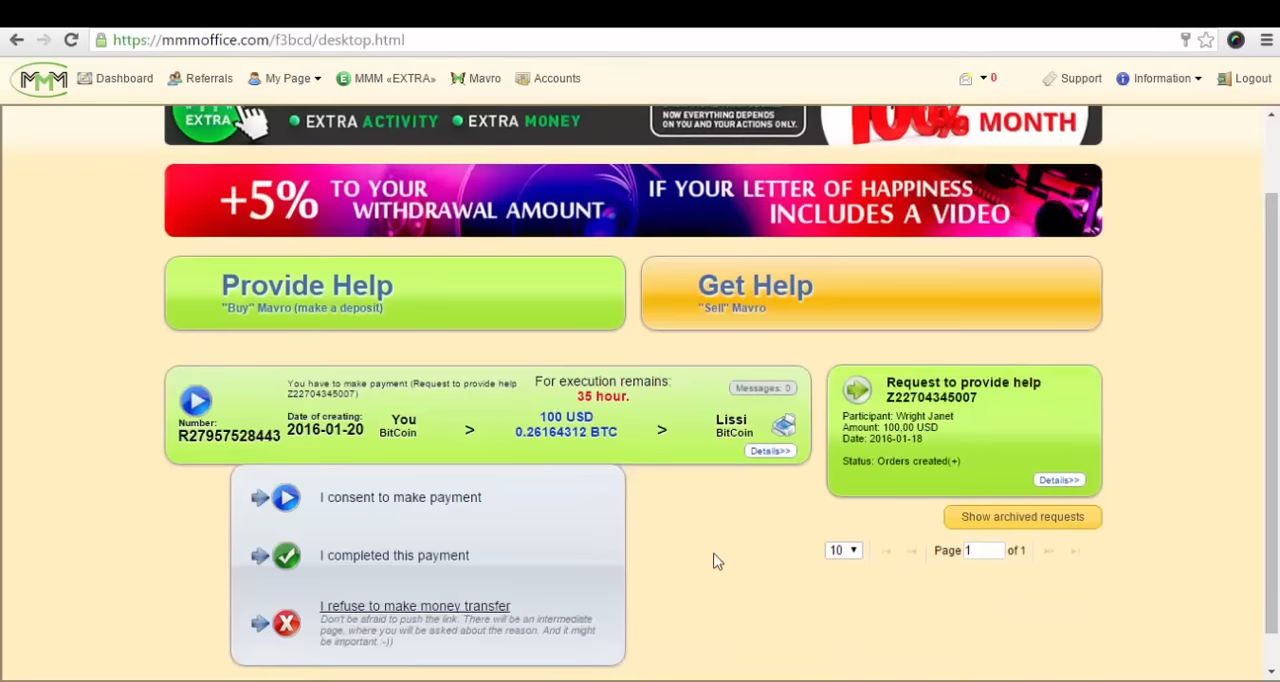 https://mmmoffice.com/f3bcd/desktop.html
MMM Dashboard Referrals My Page MMM «EXTRA» Mavro Accounts 0 Support Information Logout
EXTRA EXTRA ACTIVITY EXTRA MONEY
NOW EVERYTHING DEPENDS
ON YOU AND YOUR ACTIONS ONLY.
100% MONTH
+5% TO YOUR
WITHDRAWAL AMOUNT
IF YOUR LETTER OF HAPPINESS
INCLUDES A VIDEO
Provide Help
"Buy" Mavro (make a deposit)
Get Help
"Sell" Mavro
Number:
R27957528443
You have to make payment (Request to provide help
Z22704345007)
Date of creating:
2016-01-20
For execution remains:
35 hour.
You
BitCoin
>
100 USD
0.26164312 BTC
>
Messages: 0
Lissi
BitCoin
Details>>
Request to provide help
Z22704345007
Participant: Wright Janet
Amount: 100,00 USD
Date: 2016-01-18
Status: Orders created(+)
Details>>
I consent to make payment
I completed this payment
I refuse to make money transfer
Don't be afraid to push the link. There will be an intermediate
page, where you will be asked about the reason. And it might
be important :-))
Show archived requests
10 Page 1 of 1